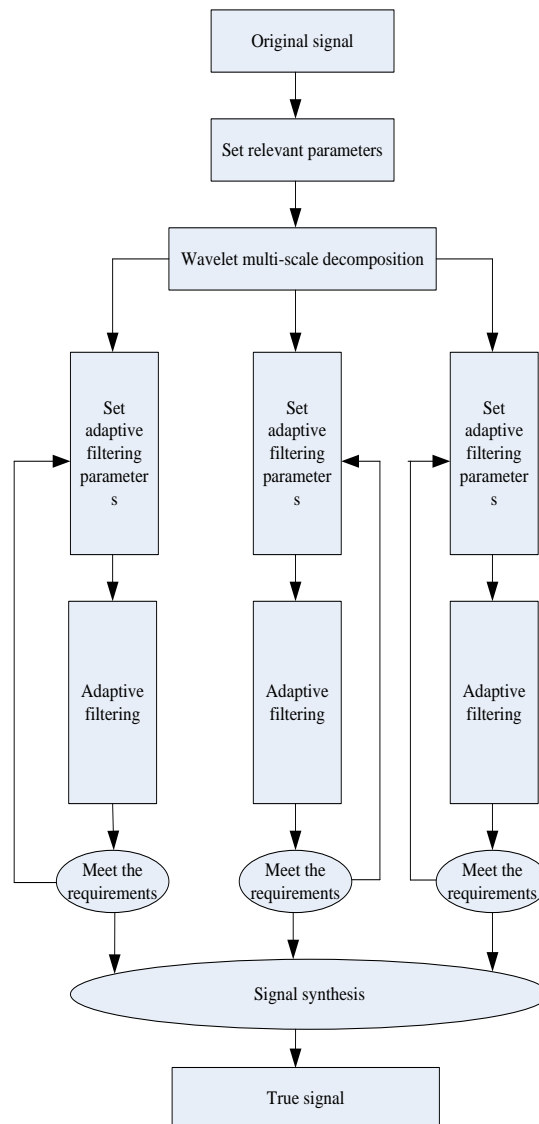 Original signal
Set relevant parameters
Wavelet multi-scale decomposition
Set
adaptive
filtering
parameter
s
Set
adaptive
filtering
parameter
s
Set
adaptive
filtering
parameter
s
Adaptive
filtering
Adaptive
filtering
Adaptive
filtering
Meet the
requirements
Meet the
requirements
Meet the
requirements
Signal synthesis
True signal